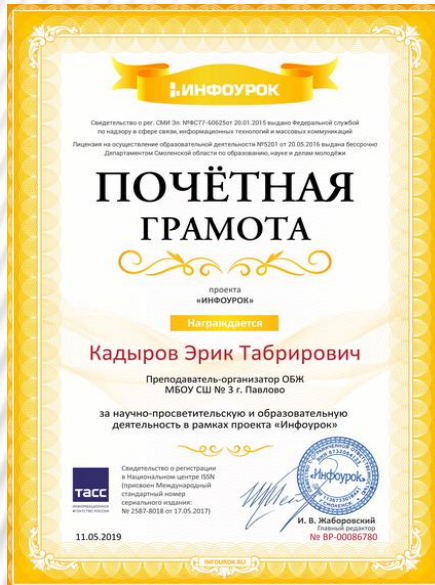 ИНФОУРОК
Свидетельство о рег. СМИ Эл. №ФС77-60625от 20.01.2015 выдано Федеральной службой
по надзору в сфере связи, информационных технологий и массовых коммуникаций
Лицензия на осуществление образовательной деятельности №5201 от 20.05.2016 выдана бессрочно
Департаментом Смоленской области по образованию, науке и делам молодёжи
ПОЧЁТНАЯ
ГРАМОТА
проекта
«ИНФОУРОК»
Награждается
Кадыров Эрик Табрирович
Преподаватель-организатор ОБЖ
МБОУ СШ № 3 г. Павлово
за научно-просветительскую и образовательную
деятельность в рамках проекта «Инфоурок»
Свидетельство о регистрации
в Национальном центре ISSN
(присвоен Международный
стандартный номер
сериального издания:
№ 2587-8018 от 17.05.2017)
ТАСС
ИНФОРМАЦИОННОЕ
АГЕНТСТВО РОССИИ
«Инфоурок»
И. В. Жаборовский
Главный редактор
11.05.2019
№ ВР-00086780
INFOUROK.RU